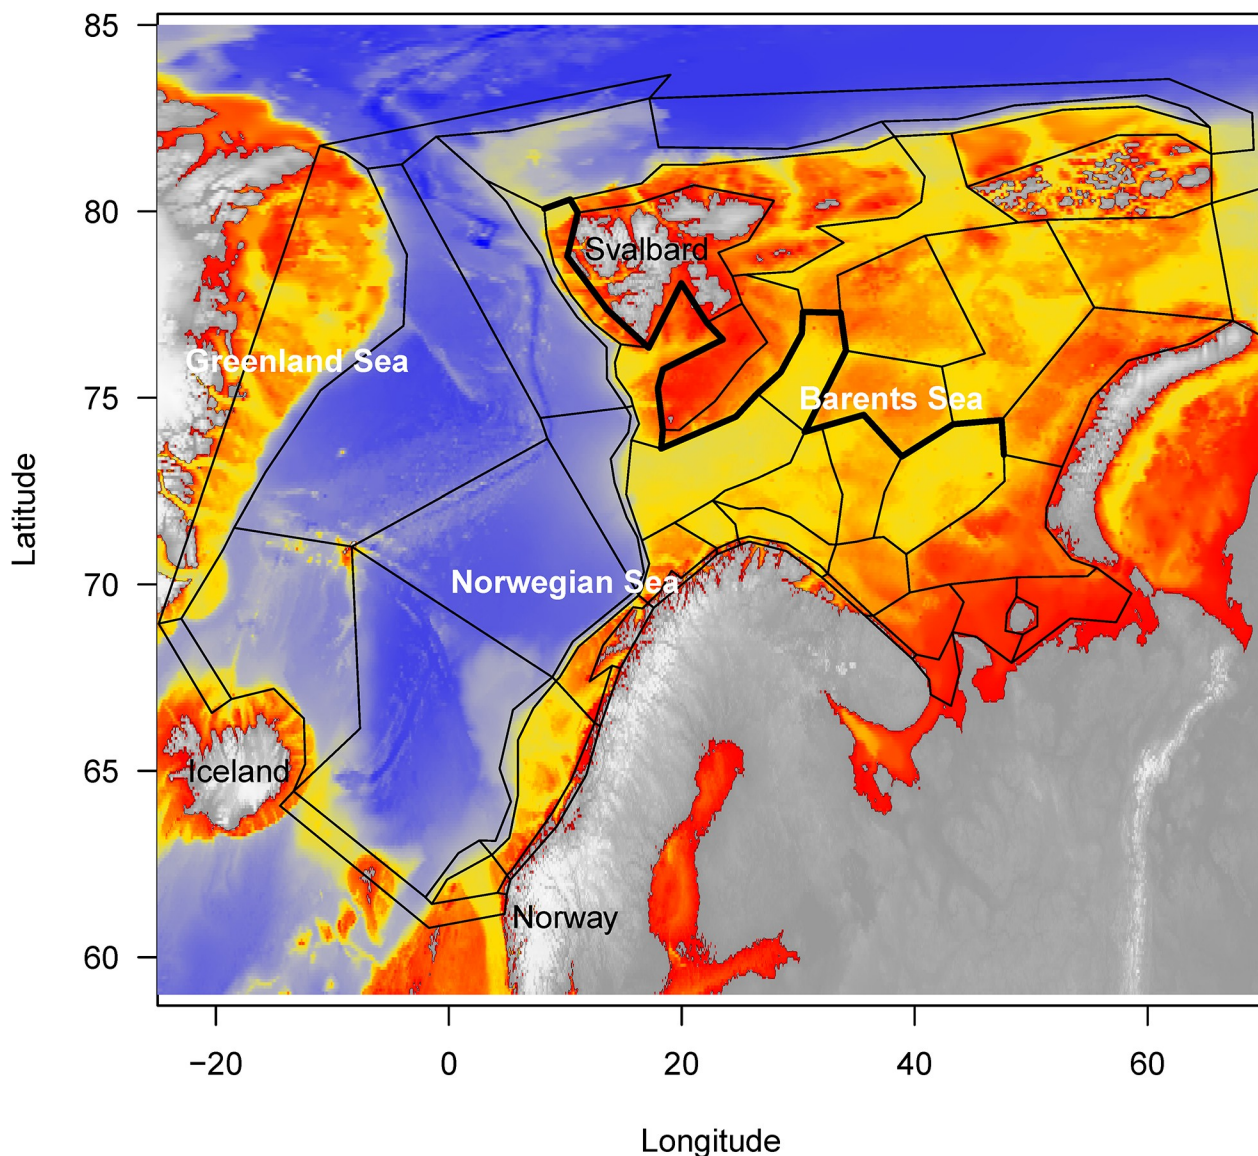 85
80
75
70
65
60
Latitude
Svalbard
Greenland Sea
Barents Sea
Norwegian Sea
Iceland
Norway
−20
0
20
40
60
Longitude